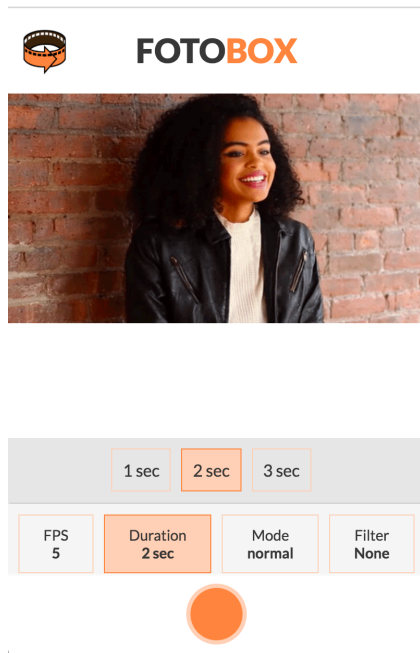 FOTOBOX
1 sec 2 sec 3 sec
FPS Duration Mode Filter
5 2 sec normal None